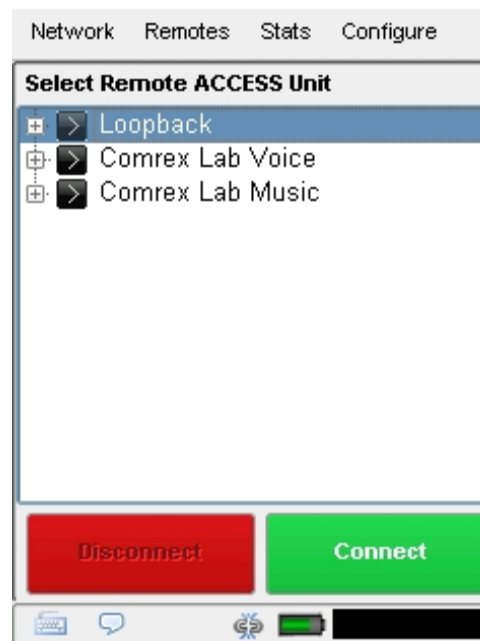 Network Remotes Stats Configure
Select Remote ACCESS Unit
Loopback
Comrex Lab Voice
Comrex Lab Music
Disconnect Connect